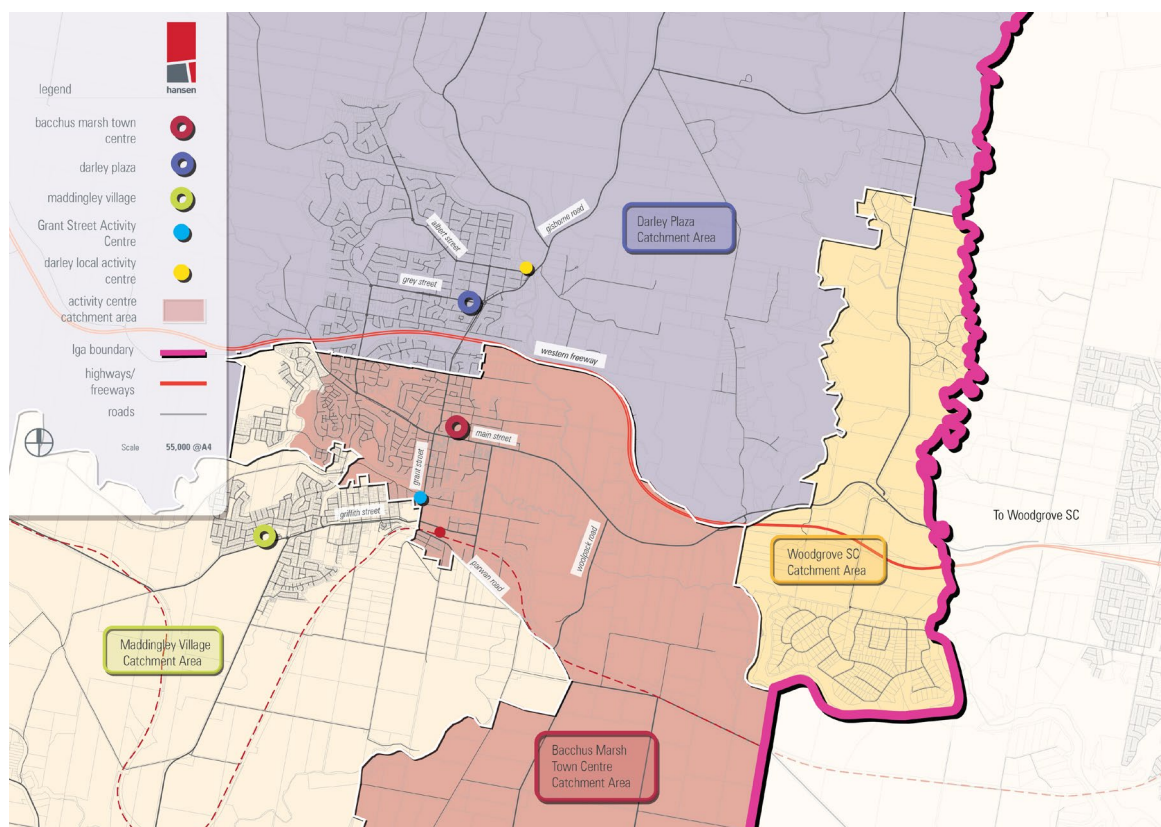 hansen
legend
bacchus marsh town
centre
darley plaza
maddingley village
Grant Street Activity
Centre
darley local activity
centre
activity centre
catchment area
lga boundary
highways/
freeways
roads
Scale 55,000 @A4
albert street
gisborne road
Darley Plaza
Catchment Area
grey street
western freeway
main street
grant street
griffith street
woolpack road
parwan road
To Woodgrove SC
Woodgrove SC
Catchment Area
Maddingley Village
Catchment Area
Bacchus Marsh
Town Centre
Catchment Area